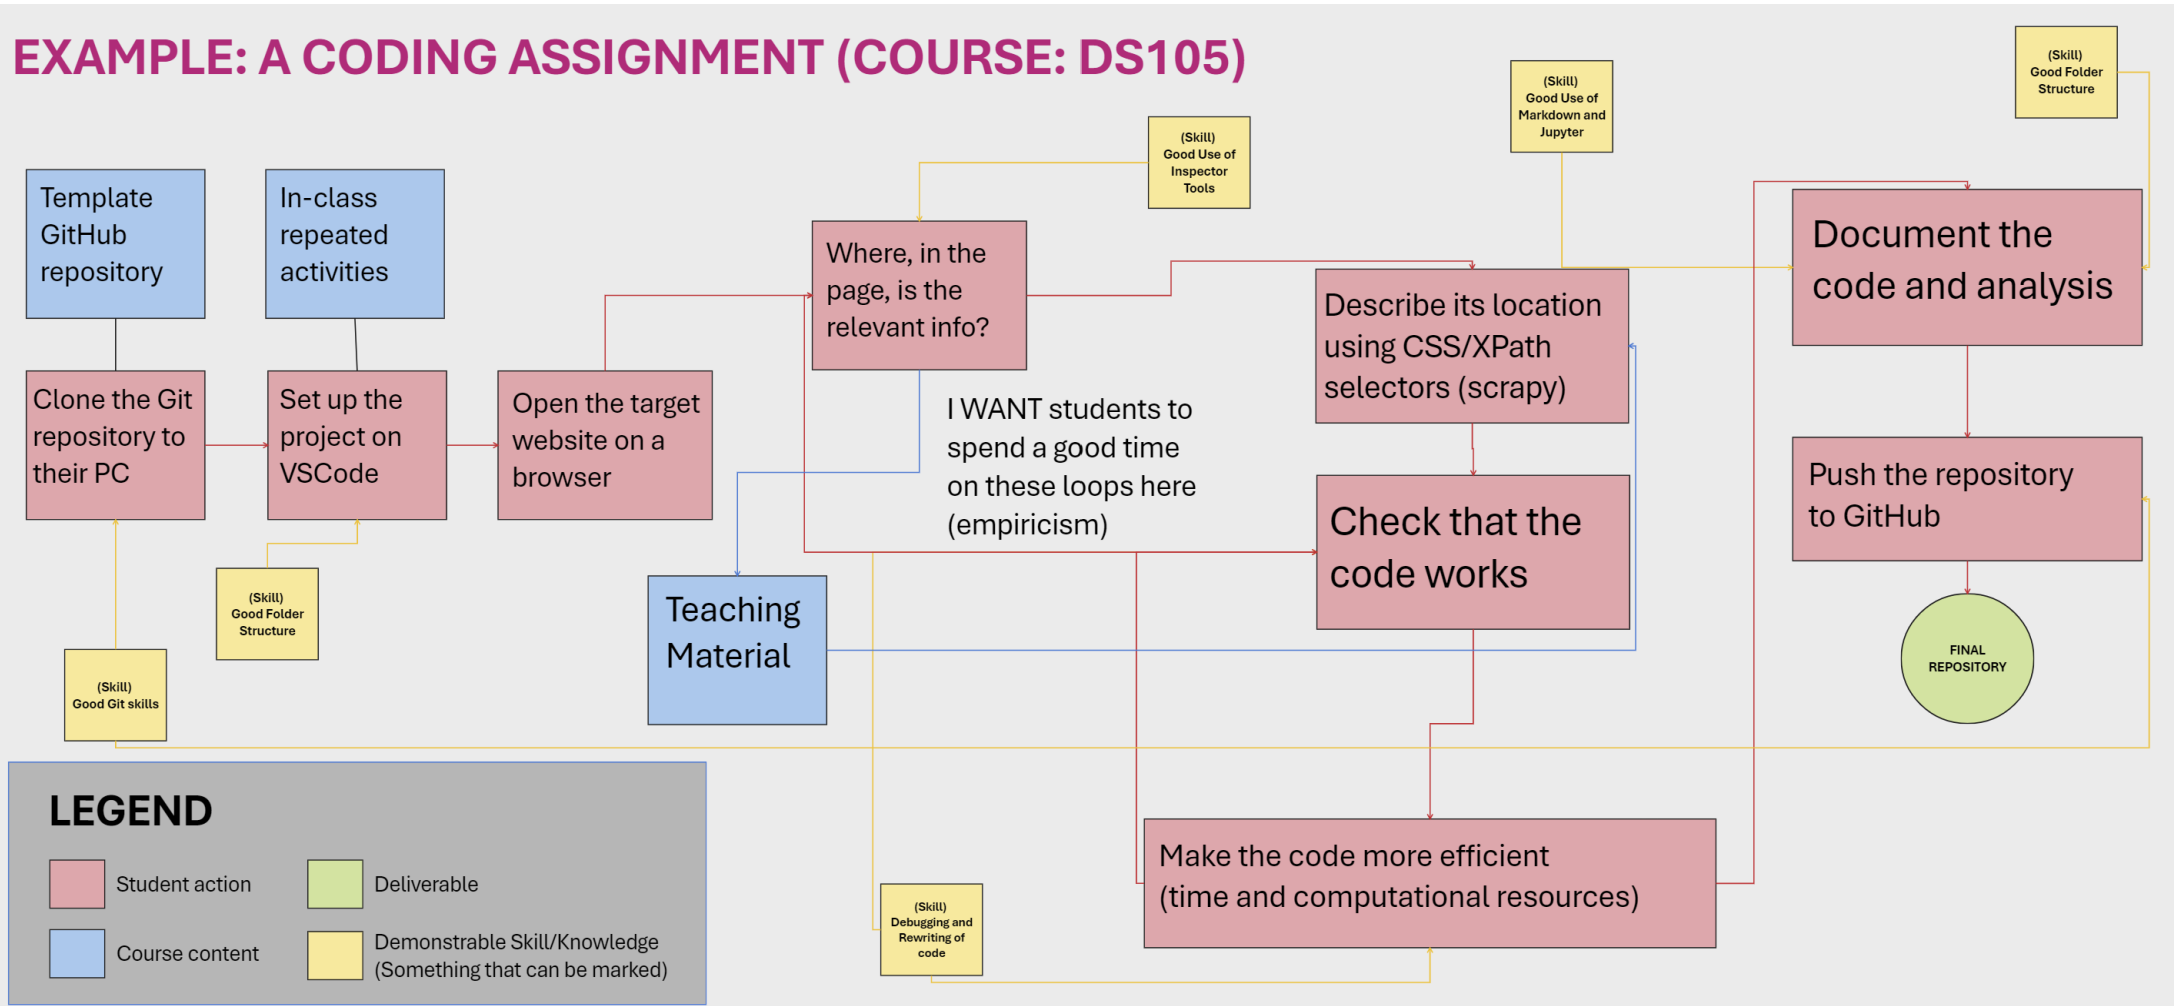 EXAMPLE: A CODING ASSIGNMENT (COURSE: DS105)
Template
GitHub
repository
In-class
repeated
activities
Clone the Git
repository to
their PC
Set up the
project on
VSCode
Open the target
website on a
browser
(Skill)
Good Folder
Structure
(Skill)
Good Git skills
(Skill)
Good Use of
Inspector
Tools
Where, in the
page, is the
relevant info?
I WANT students to
spend a good time
on these loops here
(empiricism)
Teaching
Material
(Skill)
Good Use of
Markdown and
Jupyter
Describe its location
using CSS/XPath
selectors (scrapy)
Check that the
code works
Make the code more efficient
(time and computational resources)
(Skill)
Debugging and
Rewriting of
code
(Skill)
Good Folder
Structure
Document the
code and analysis
Push the repository
to GitHub
FINAL
REPOSITORY
LEGEND
Student action
Deliverable
Course content
Demonstrable Skill/Knowledge
(Something that can be marked)